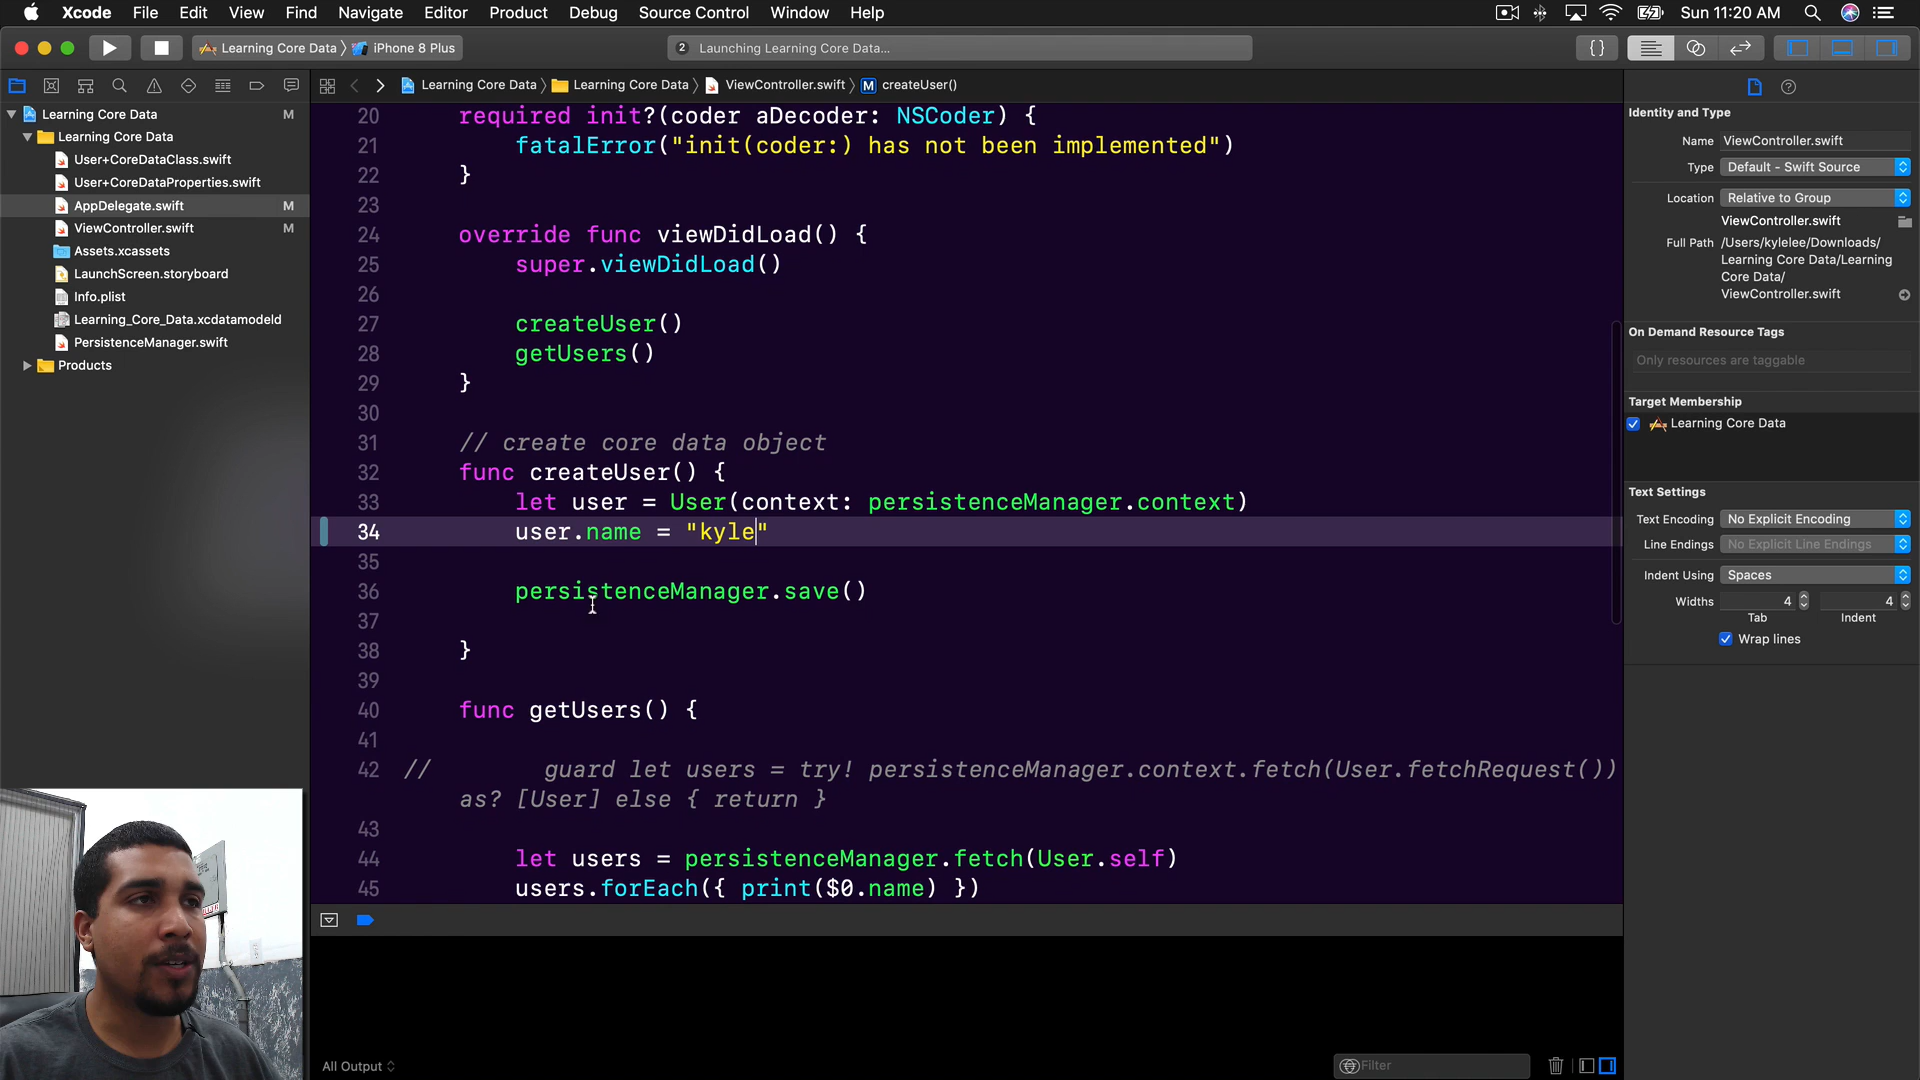 Xcode File Edit View Find Navigate Editor Product Debug Source Control Window Help Sun 11:20 AM
Learning Core Data iPhone 8 Plus 2 Launching Learning Core Data... {}
Learning Core Data Learning Core Data ViewController.swift M createUser()
Learning Core Data M
Learning Core Data
User+CoreDataClass.swift
User+CoreDataProperties.swift
AppDelegate.swift M
ViewController.swift M
Assets.xcassets
LaunchScreen.storyboard
Info.plist
Learning_Core_Data.xcdatamodeld
PersistenceManager.swift
Products
20 required init?(coder aDecoder: NSCoder) {
21 fatalError("init(coder:) has not been implemented")
22 }
23
24 override func viewDidLoad() {
25 super.viewDidLoad()
26
27 createUser()
28 getUsers()
29 }
30
31 // create core data object
32 func createUser() {
33 let user = User(context: persistenceManager.context)
34 user.name = "kyle"
35
36 persistenceManager.save()
37
38 }
39
40 func getUsers() {
41
42 // guard let users = try! persistenceManager.context.fetch(User.fetchRequest())
as? [User] else { return }
43
44 let users = persistenceManager.fetch(User.self)
45 users.forEach({ print($0.name) })
All Output
Filter
Identity and Type
Name ViewController.swift
Type Default - Swift Source
Location Relative to Group
ViewController.swift
Full Path /Users/kylelee/Downloads/
Learning Core Data/Learning
Core Data/
ViewController.swift
On Demand Resource Tags
Only resources are taggable
Target Membership
Learning Core Data
Text Settings
Text Encoding No Explicit Encoding
Line Endings No Explicit Line Endings
Indent Using Spaces
Widths 4 4
Tab Indent
Wrap lines